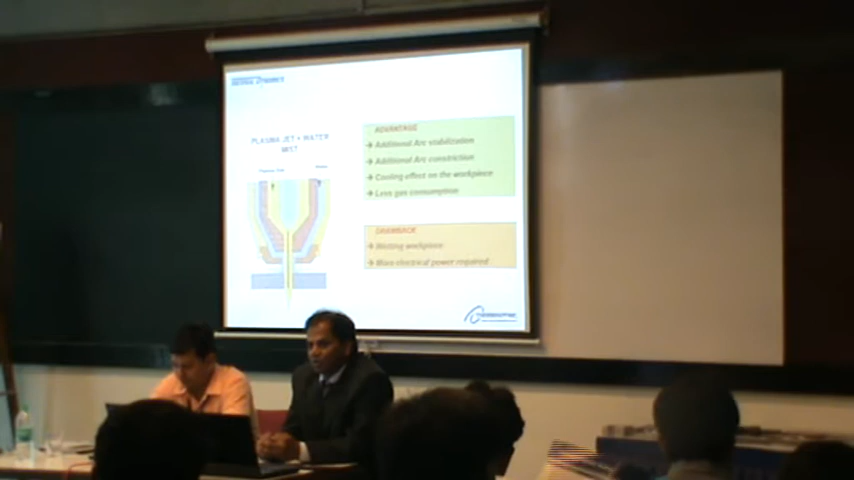 PLASMA JET + WATER
MIST
ADVANTAGE
→ Additional Arc stabilization
→ Additional Arc constriction
→ Cooling effect on the workpiece
→ Less gas consumption
DRAWBACK
→ Wetting workpiece
→ More electrical power required